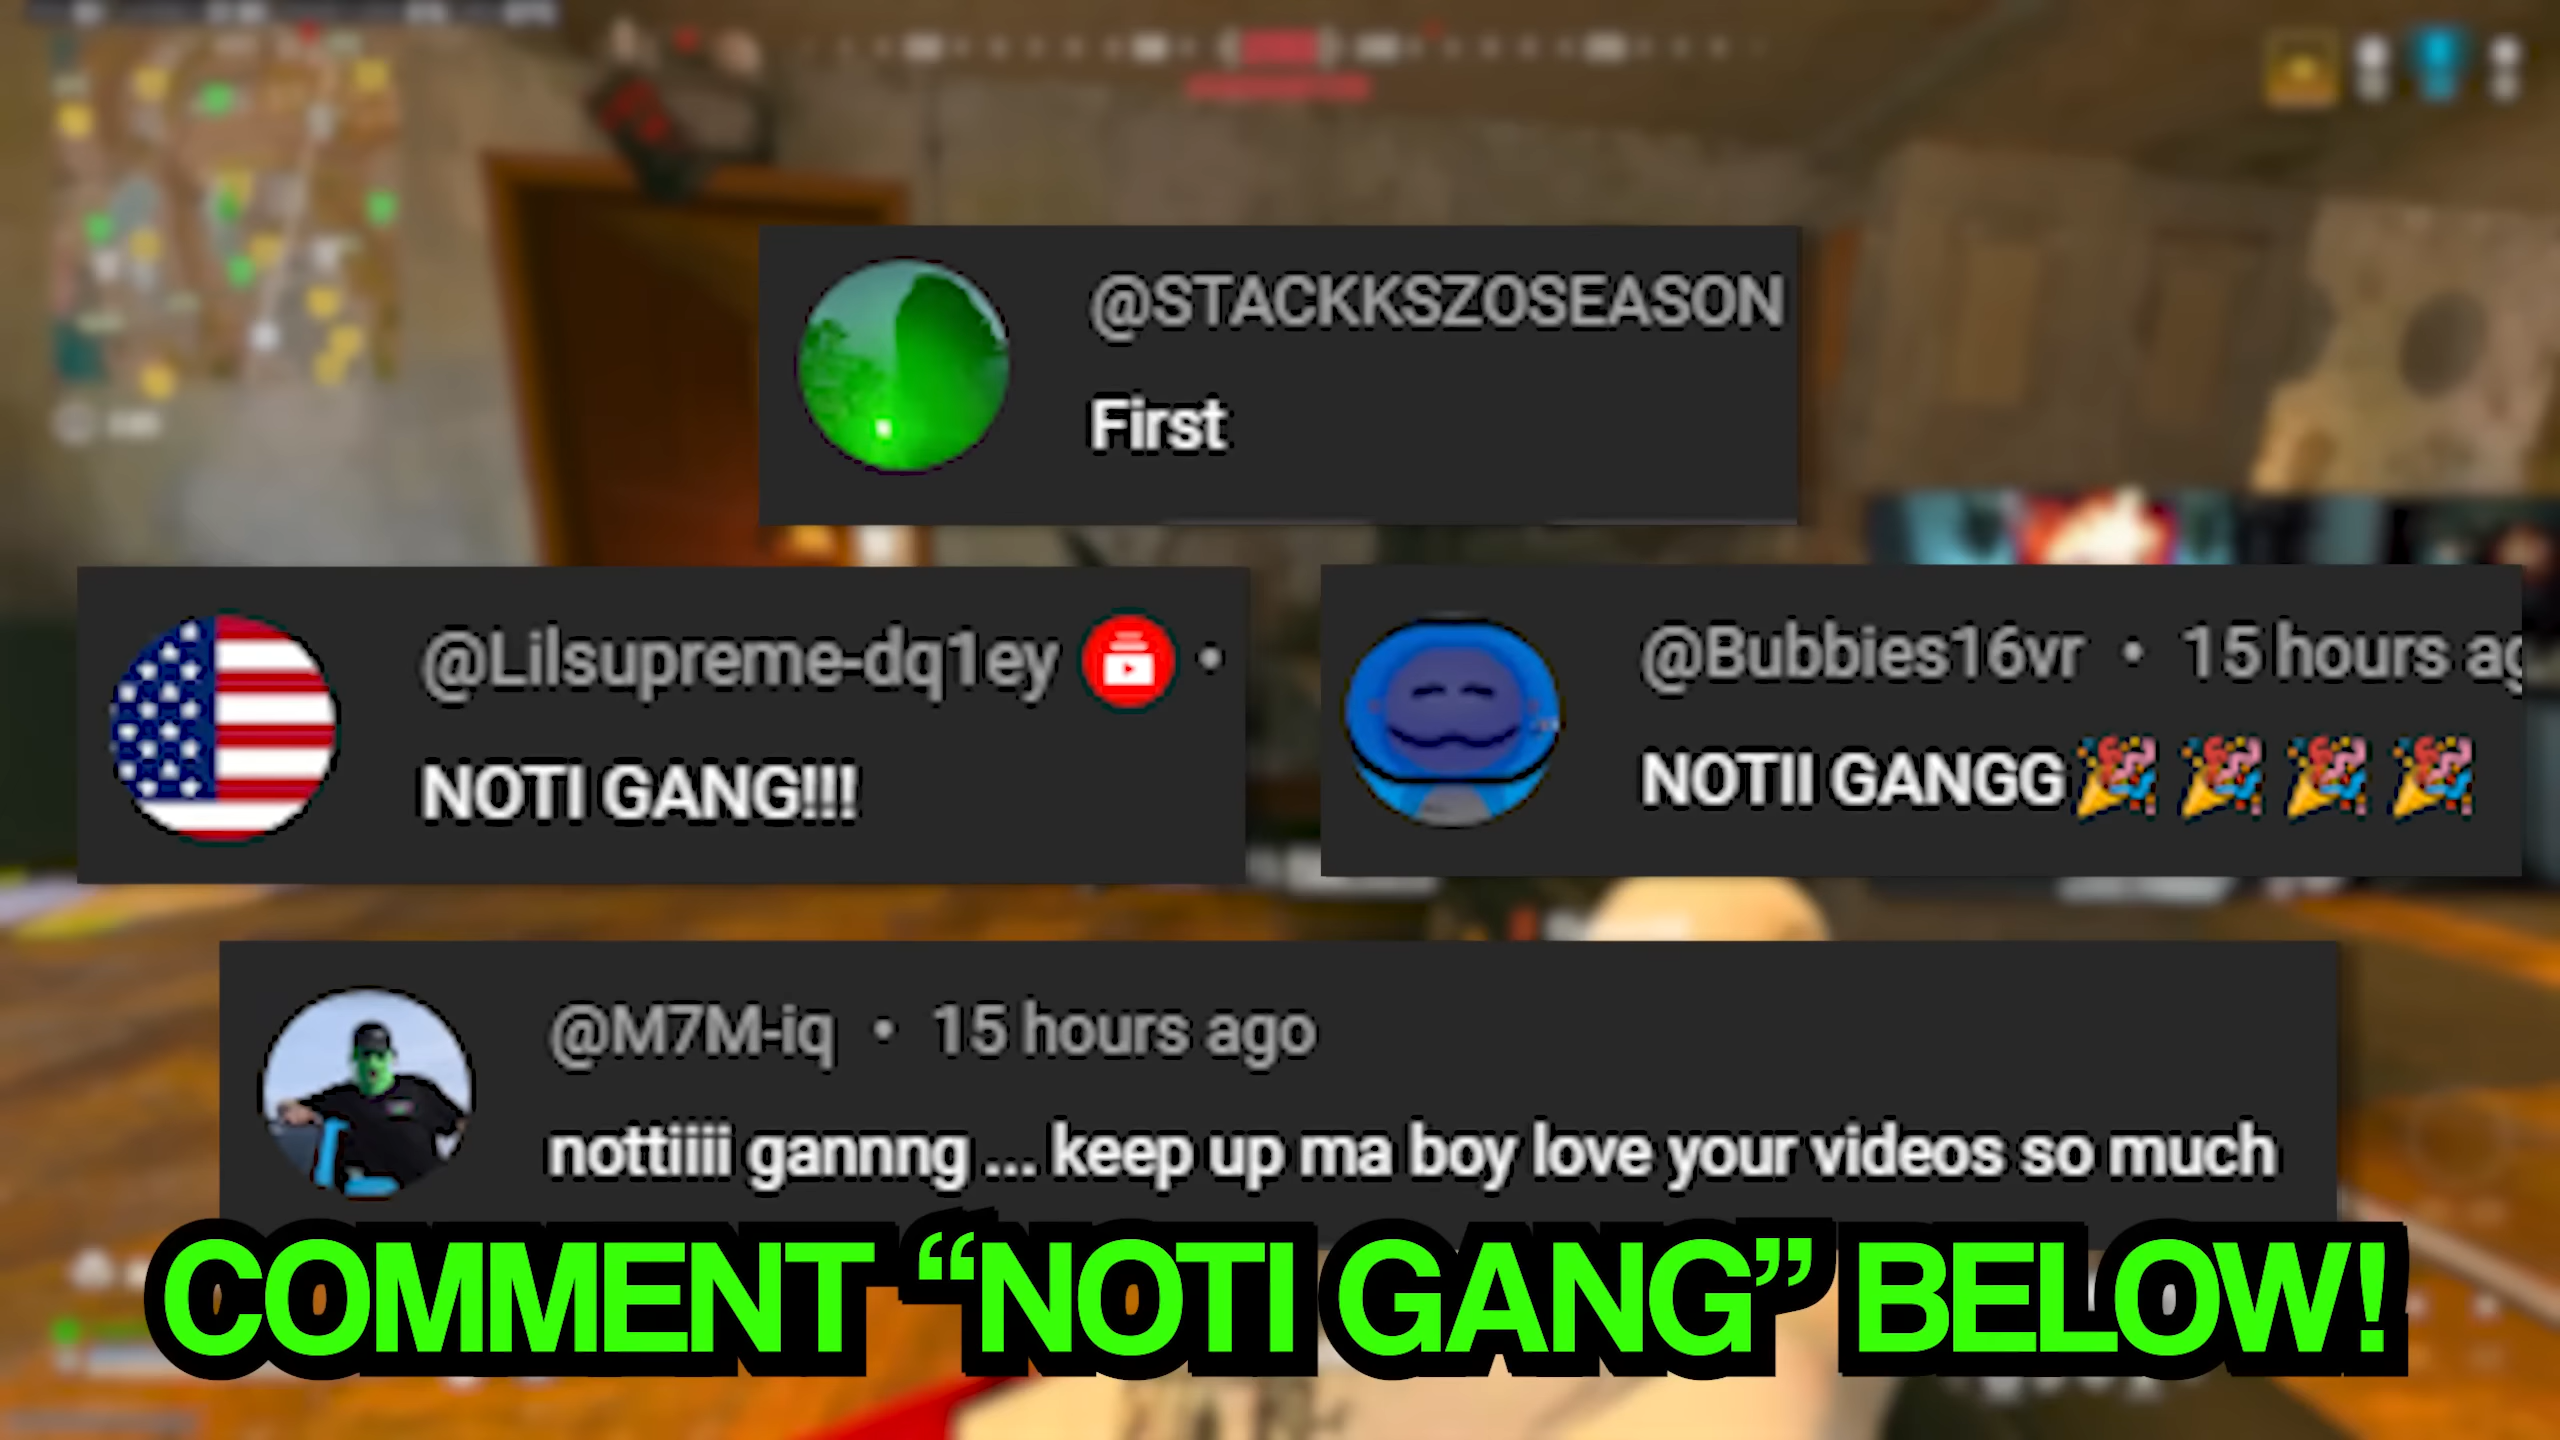 @STACKKSZOSEASON
First
@Lilsupreme-dq1ey •
NOTI GANG!!!
@Bubbies16vr • 15 hours ag
NOTII GANGG🎉 🎉 🎉 🎉
@M7M-iq • 15 hours ago
nottiiii gannng ... keep up ma boy love your videos so much
COMMENT “NOTI GANG” BELOW!